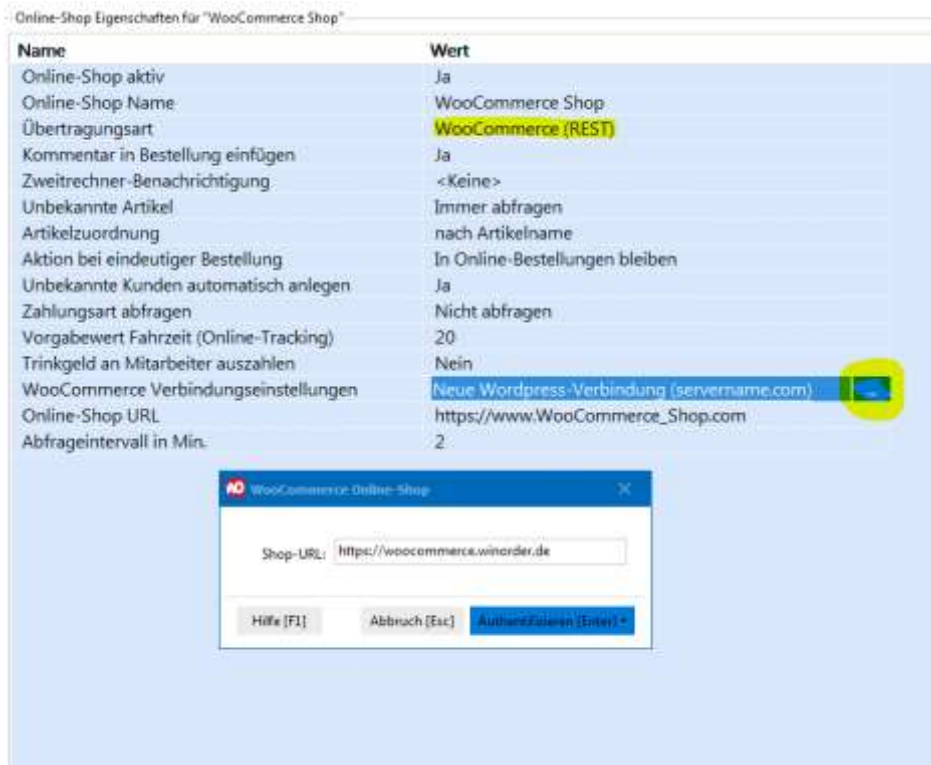 Online-Shop Eigenschaften für "WooCommerce Shop"
Name Wert
Online-Shop aktiv Ja
Online-Shop Name WooCommerce Shop
Übertragungsart WooCommerce (REST)
Kommentar in Bestellung einfügen Ja
Zweitrechner-Benachrichtigung <Keine>
Unbekannte Artikel Immer abfragen
Artikelzuordnung nach Artikelname
Aktion bei eindeutiger Bestellung In Online-Bestellungen bleiben
Unbekannte Kunden automatisch anlegen Ja
Zahlungsart abfragen Nicht abfragen
Vorgabewert Fahrzeit (Online-Tracking) 20
Trinkgeld an Mitarbeiter auszahlen Nein
WooCommerce Verbindungseinstellungen Neue Wordpress-Verbindung (servername.com) ...
Online-Shop URL https://www.WooCommerce_Shop.com
Abfrageintervall in Min. 2
WooCommerce Online-Shop
Shop-URL: https://woocommerce.winorder.de
Hilfe [F1] Abbruch [Esc] Authentifizieren [Enter]